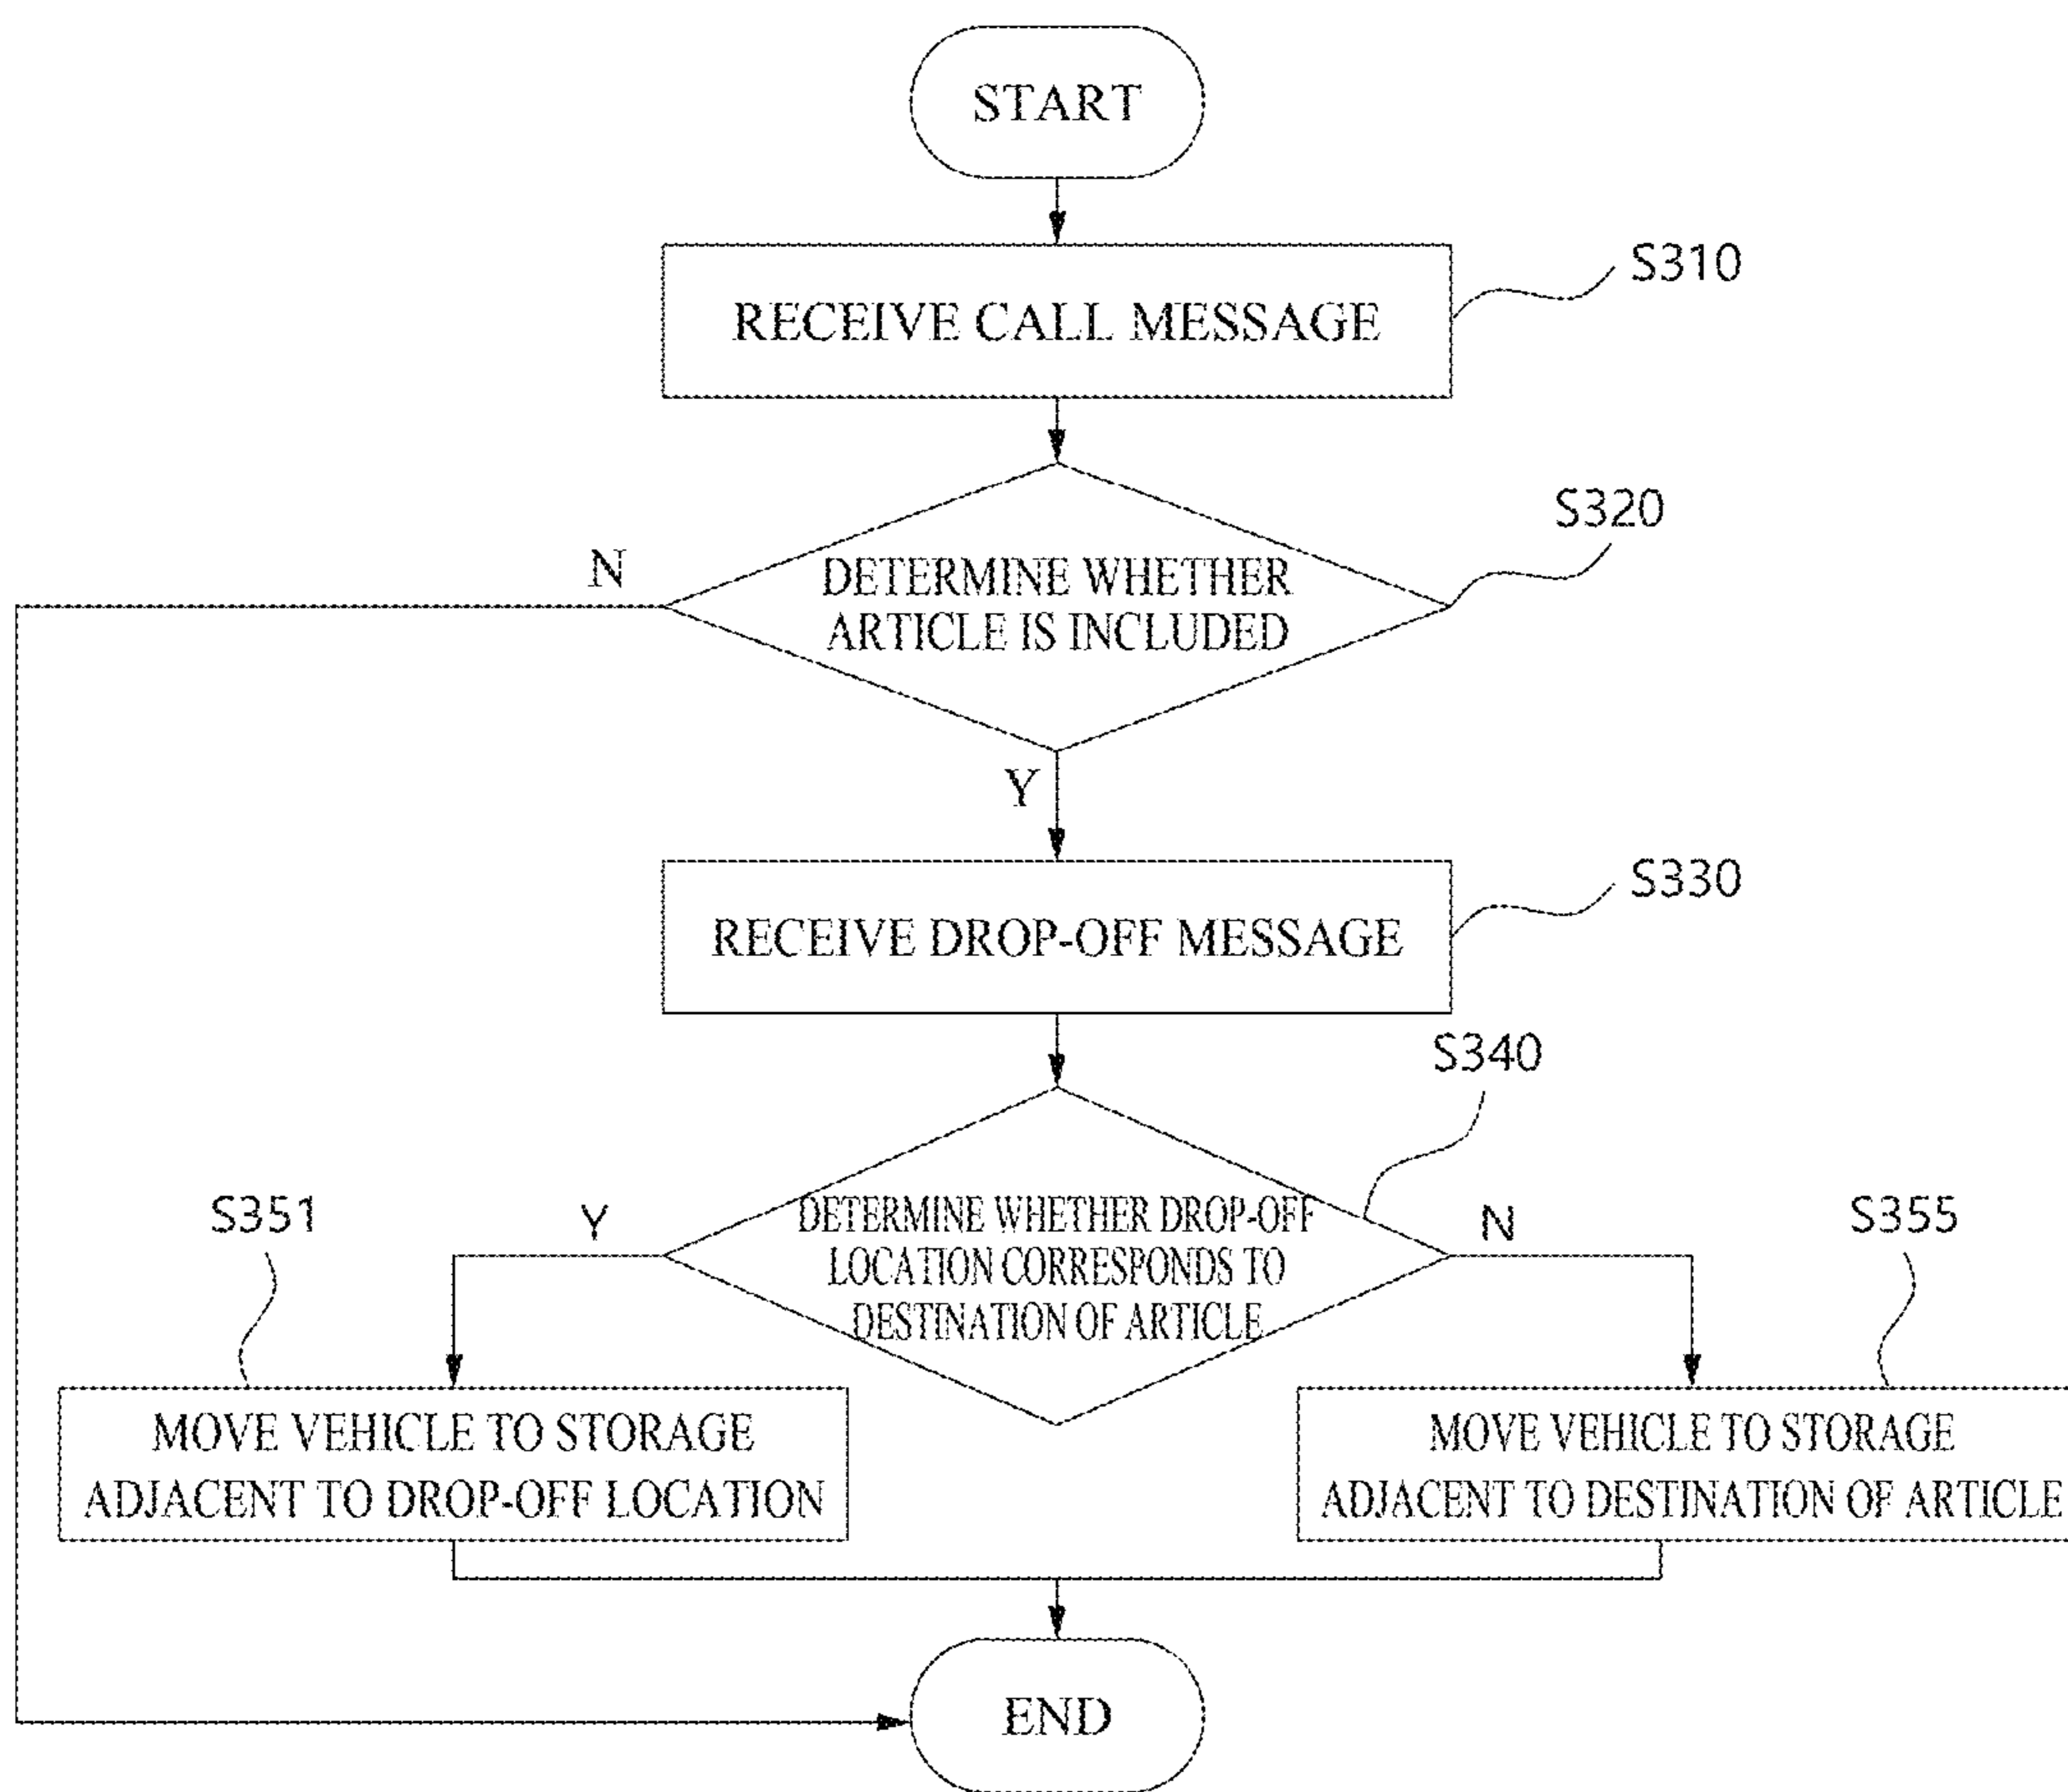 START
S310
RECEIVE CALL MESSAGE
S320
N
DETERMINE WHETHER
ARTICLE IS INCLUDED
Y
S330
RECEIVE DROP-OFF MESSAGE
S340
S351
Y
DETERMINE WHETHER DROP-OFF
LOCATION CORRESPONDS TO
DESTINATION OF ARTICLE
N
S355
MOVE VEHICLE TO STORAGE
ADJACENT TO DROP-OFF LOCATION
MOVE VEHICLE TO STORAGE
ADJACENT TO DESTINATION OF ARTICLE
END